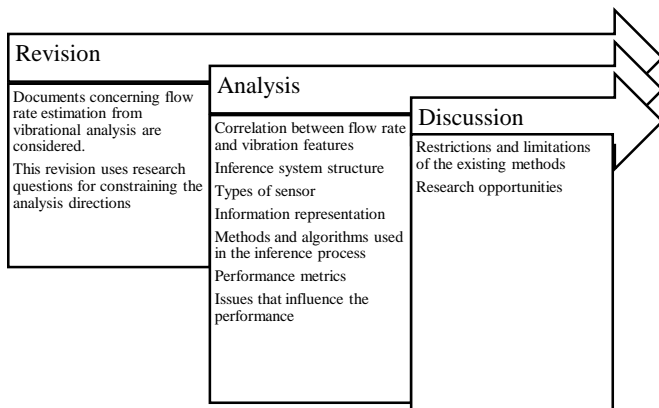 Revision
Documents concerning flow
rate estimation from
vibrational analysis are
considered.
This revision uses research
questions for constraining the
analysis directions
Analysis
Correlation between flow rate
and vibration features
Inference system structure
Types of sensor
Information representation
Methods and algorithms used
in the inference process
Performance metrics
Issues that influence the
performance
Discussion
Restrictions and limitations
of the existing methods
Research opportunities